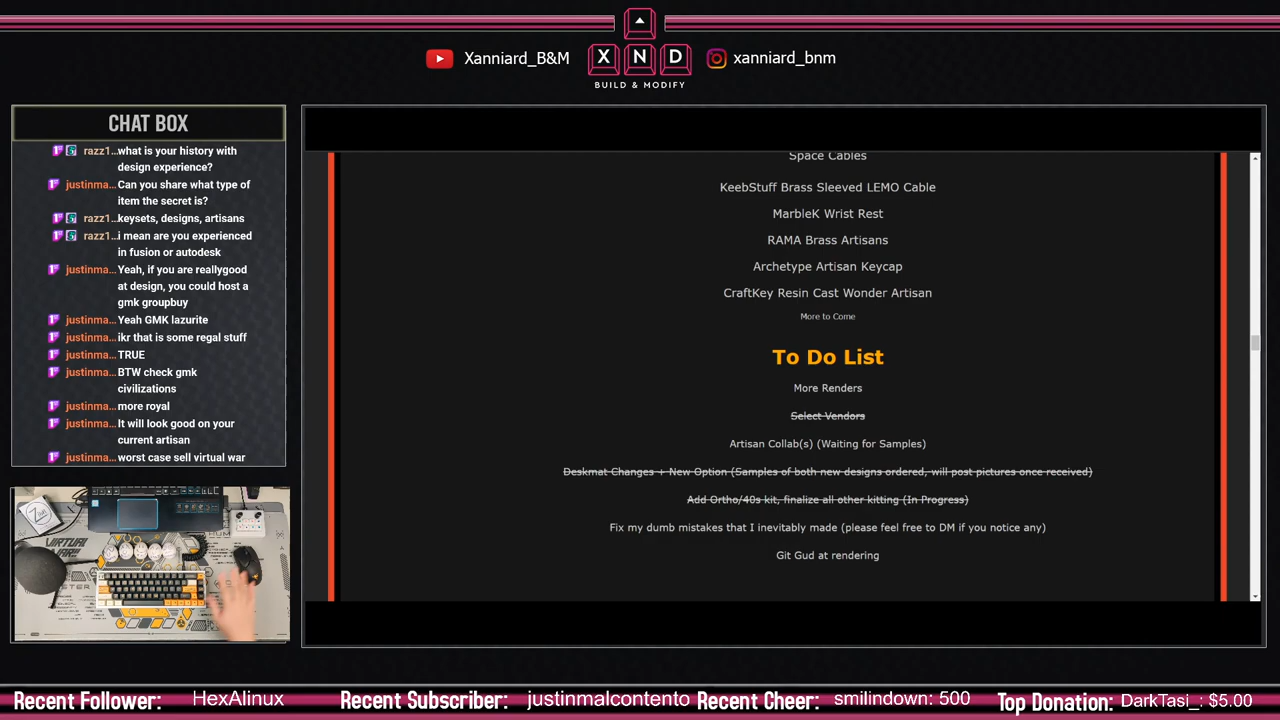 Xanniard_B&M
X N D
BUILD & MODIFY
xanniard_bnm
CHAT BOX
razz1...what is your history with
design experience?
justinma...Can you share what type of
item the secret is?
razz1...keysets, designs, artisans
razz1...i mean are you experienced
in fusion or autodesk
justinma...Yeah, if you are reallygood
at design, you could host a
gmk groupbuy
justinma...Yeah GMK lazurite
justinma...ikr that is some regal stuff
justinma...TRUE
justinma...BTW check gmk
civilizations
justinma...more royal
justinma...It will look good on your
current artisan
justinma...worst case sell virtual war
Space Cables
KeebStuff Brass Sleeved LEMO Cable
MarbleK Wrist Rest
RAMA Brass Artisans
Archetype Artisan Keycap
CraftKey Resin Cast Wonder Artisan
More to Come
To Do List
More Renders
Select Vendors
Artisan Collab(s) (Waiting for Samples)
Deskmat Changes + New Option (Samples of both new designs ordered, will post pictures once received)
Add Ortho/40s kit, finalize all other kitting (In Progress)
Fix my dumb mistakes that I inevitably made (please feel free to DM if you notice any)
Git Gud at rendering
VIRTUAL
WAR
Recent Follower: HexAlinux
Recent Subscriber: justinmalcontento
Recent Cheer: smilindown: 500
Top Donation: DarkTasi_: $5.00